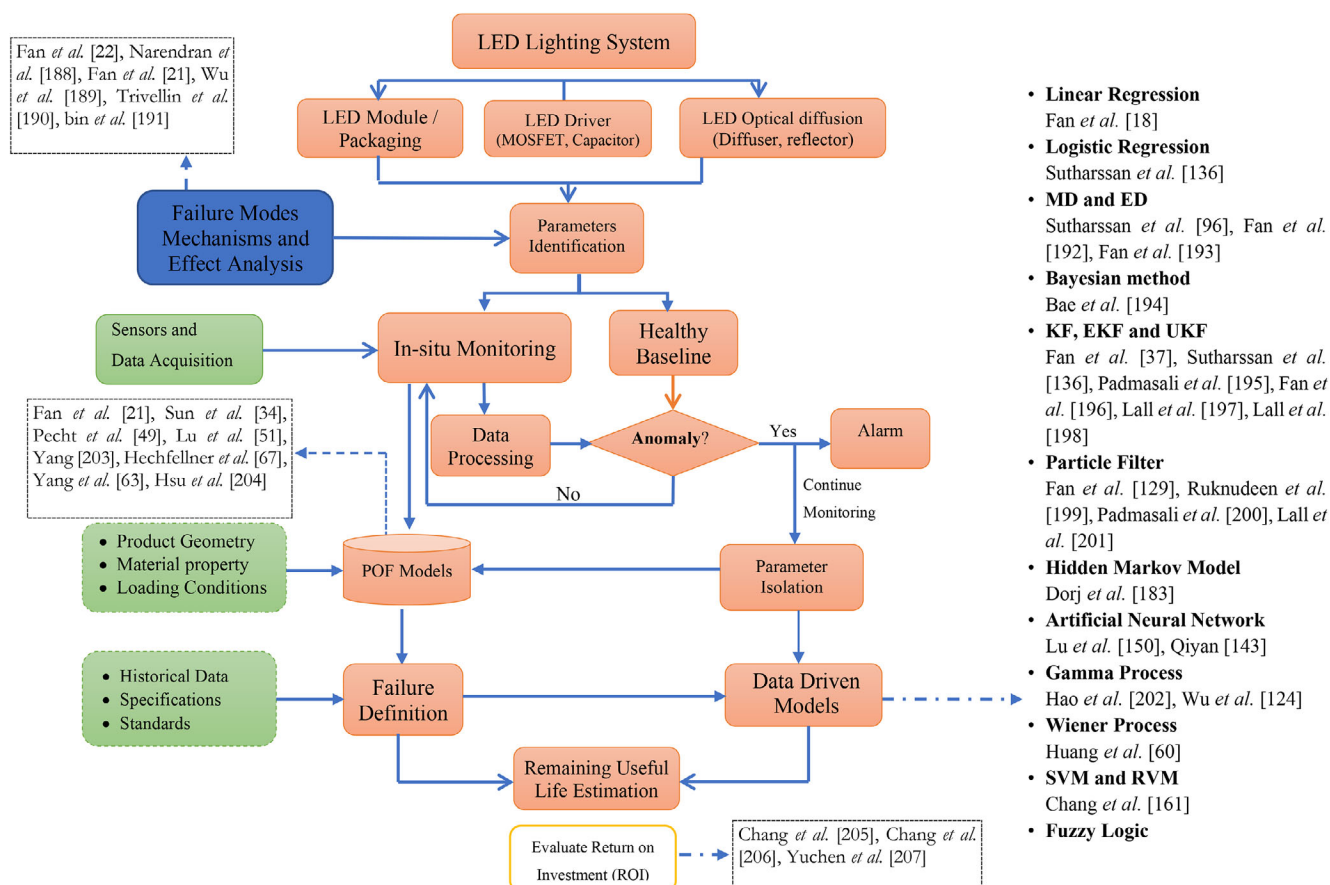 LED Lighting System
Fan et al. [22], Narendran et
al. [188], Fan et al. [21], Wu
et al. [189], Trivellin et al.
[190], bin et al. [191]
LED Module /
Packaging
LED Driver
(MOSFET, Capacitor)
LED Optical diffusion
(Diffuser, reflector)
Failure Modes
Mechanisms and
Effect Analysis
Parameters
Identification
Sensors and
Data Acquisition
In-situ Monitoring
Healthy
Baseline
Fan et al. [21], Sun et al. [34],
Pecht et al. [49], Lu et al. [51],
Yang [203], Hechfellner et al. [67],
Yang et al. [63], Hsu et al. [204]
Data
Processing
Anomaly?
Yes
Alarm
No
Continue
Monitoring
• Product Geometry
• Material property
• Loading Conditions
POF Models
Parameter
Isolation
• Historical Data
• Specifications
• Standards
Failure
Definition
Data Driven
Models
Remaining Useful
Life Estimation
Evaluate Return on
Investment (ROI)
Chang et al. [205], Chang et al.
[206], Yuchen et al. [207]
• Linear Regression
Fan et al. [18]
• Logistic Regression
Sutharssan et al. [136]
• MD and ED
Sutharssan et al. [96], Fan et al.
[192], Fan et al. [193]
• Bayesian method
Bae et al. [194]
• KF, EKF and UKF
Fan et al. [37], Sutharssan et al.
[136], Padmasali et al. [195], Fan et
al. [196], Lall et al. [197], Lall et al.
[198]
• Particle Filter
Fan et al. [129], Ruknudeen et al.
[199], Padmasali et al. [200], Lall et
al. [201]
• Hidden Markov Model
Dorj et al. [183]
• Artificial Neural Network
Lu et al. [150], Qiyan [143]
• Gamma Process
Hao et al. [202], Wu et al. [124]
• Wiener Process
Huang et al. [60]
• SVM and RVM
Chang et al. [161]
• Fuzzy Logic